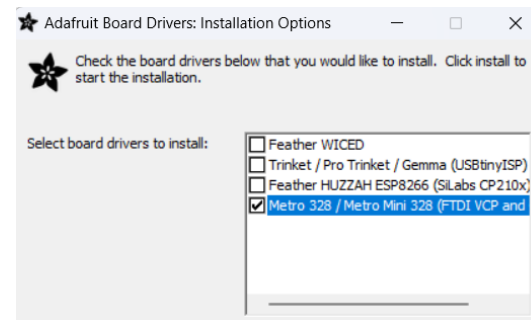 Adafruit Board Drivers: Installation Options
Check the board drivers below that you would like to install. Click install to
start the installation.
Select board drivers to install:
Feather WICED
Trinket / Pro Trinket / Gemma (USBtinyISP)
Feather HUZZAH ESP8266 (SiLabs CP210x)
Metro 328 / Metro Mini 328 (FTDI VCP and